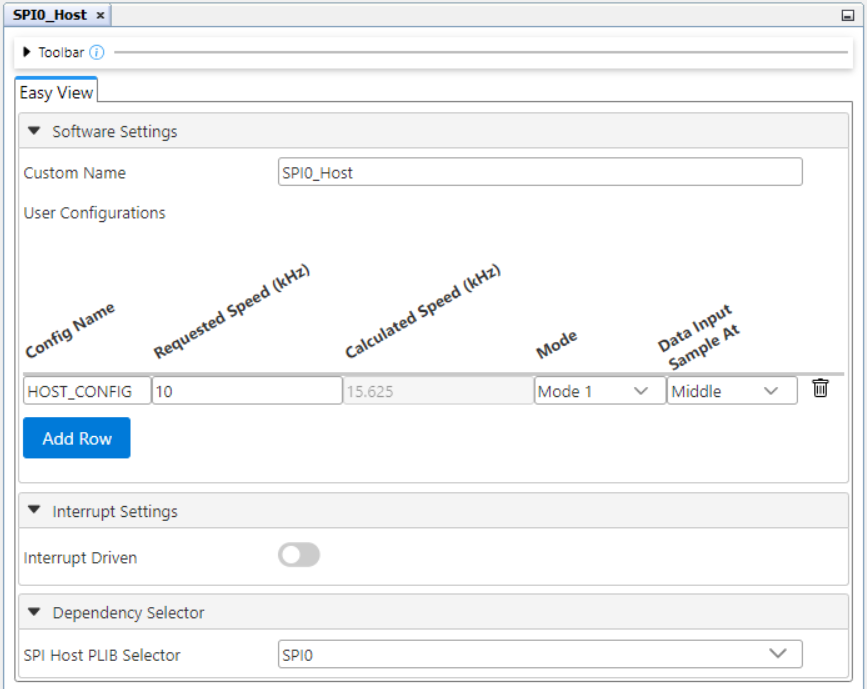 SPI0_Host ×
Toolbar
Easy View
Software Settings
Custom Name SPI0_Host
User Configurations
Config Name Requested Speed (kHz) Calculated Speed (kHz) Mode Data Input Sample At
HOST_CONFIG 10 15.625 Mode 1 Middle
Add Row
Interrupt Settings
Interrupt Driven
Dependency Selector
SPI Host PLIB Selector SPI0